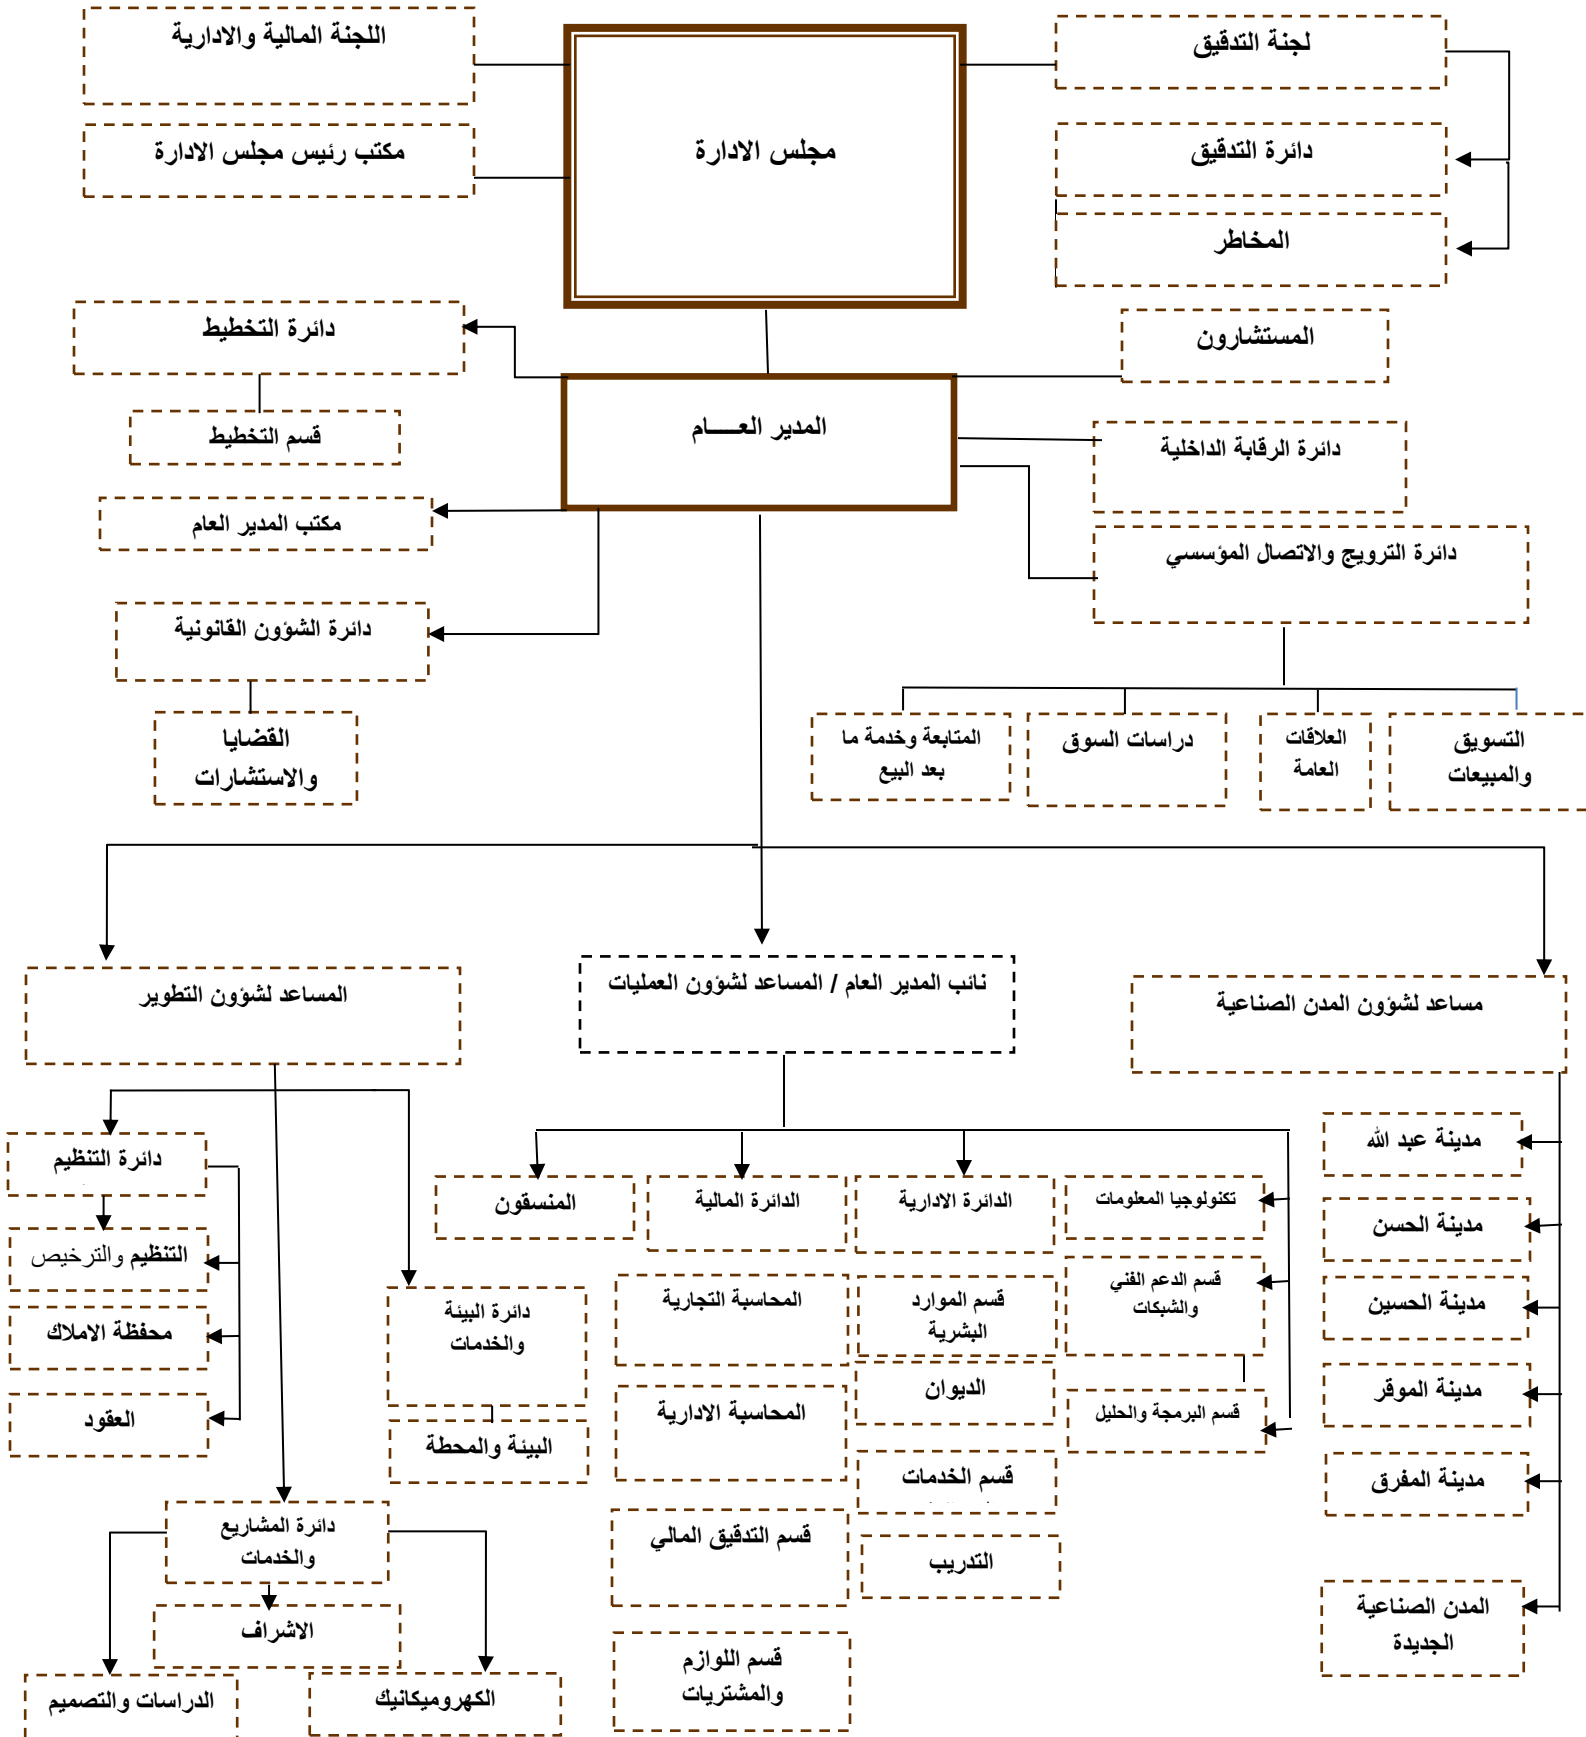 لجنة التدقيق
اللجنة المالية والادارية
مجلس الادارة
دائرة التدقيق
مكتب رئيس مجلس الادارة
المخاطر
المستشارون
دائرة التخطيط
المدير العــــام
دائرة الرقابة الداخلية
قسم التخطيط
مكتب المدير العام
دائرة الترويج والاتصال المؤسسي
دائرة الشؤون القانونية
التسويق
والمبيعات
العلاقات
العامة
دراسات السوق
المتابعة وخدمة ما
بعد البيع
القضايا
والاستشارات
مساعد لشؤون المدن الصناعية
نائب المدير العام / المساعد لشؤون العمليات
المساعد لشؤون التطوير
مدينة عبد الله
مدينة الحسن
مدينة الحسين
مدينة الموقر
مدينة المفرق
المدن الصناعية
الجديدة
تكنولوجيا المعلومات
قسم الدعم الفني
والشبكات
قسم البرمجة والحليل
الدائرة الادارية
قسم الموارد
البشرية
الديوان
قسم الخدمات
التدريب
الدائرة المالية
المحاسبة التجارية
المحاسبة الادارية
قسم التدقيق المالي
قسم اللوازم
والمشتريات
المنسقون
دائرة البيئة
والخدمات
البيئة والمحطة
دائرة التنظيم
التنظيم والترخيص
محفظة الاملاك
العقود
دائرة المشاريع
والخدمات
الاشراف
الكهروميكانيك
الدراسات والتصميم